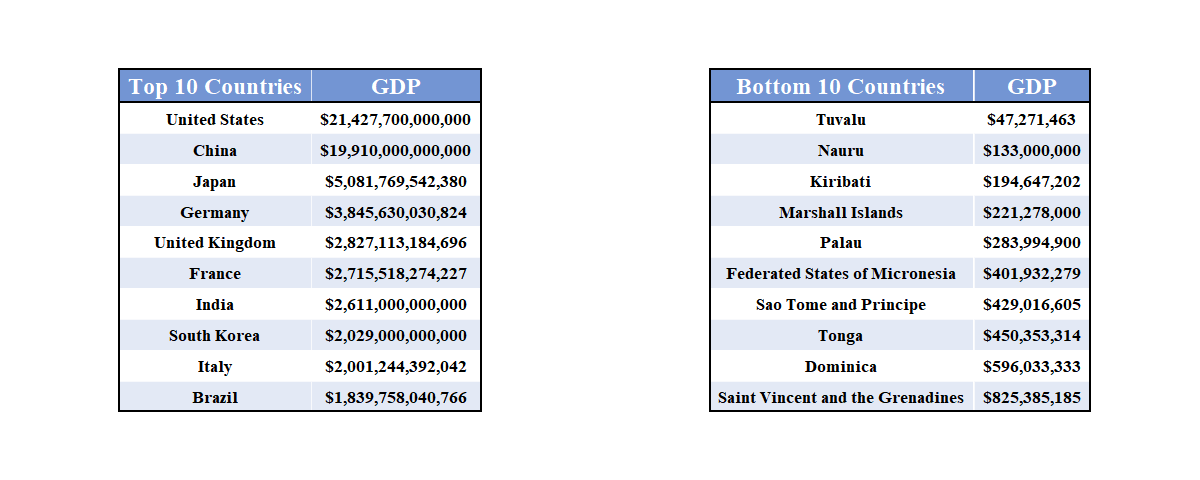 Top 10 Countries GDP
United States $21,427,700,000,000
China $19,910,000,000,000
Japan $5,081,769,542,380
Germany $3,845,630,030,824
United Kingdom $2,827,113,184,696
France $2,715,518,274,227
India $2,611,000,000,000
South Korea $2,029,000,000,000
Italy $2,001,244,392,042
Brazil $1,839,758,040,766
Bottom 10 Countries GDP
Tuvalu $47,271,463
Nauru $133,000,000
Kiribati $194,647,202
Marshall Islands $221,278,000
Palau $283,994,900
Federated States of Micronesia $401,932,279
Sao Tome and Principe $429,016,605
Tonga $450,353,314
Dominica $596,033,333
Saint Vincent and the Grenadines $825,385,185